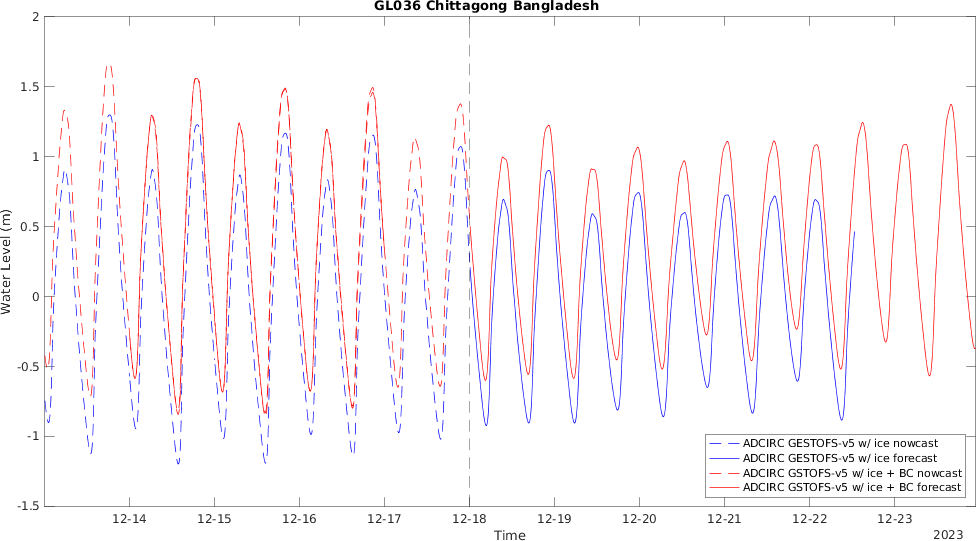 GL036 Chittagong Bangladesh
2
1.5
1
0.5
0
-0.5
-1
-1.5
Water Level (m)
12-14 12-15 12-16 12-17 12-18 12-19 12-20 12-21 12-22 12-23
Time
2023
ADCIRC GESTOFS-v5 w/ ice nowcast
ADCIRC GESTOFS-v5 w/ ice forecast
ADCIRC GSTOFS-v5 w/ ice + BC nowcast
ADCIRC GSTOFS-v5 w/ ice + BC forecast